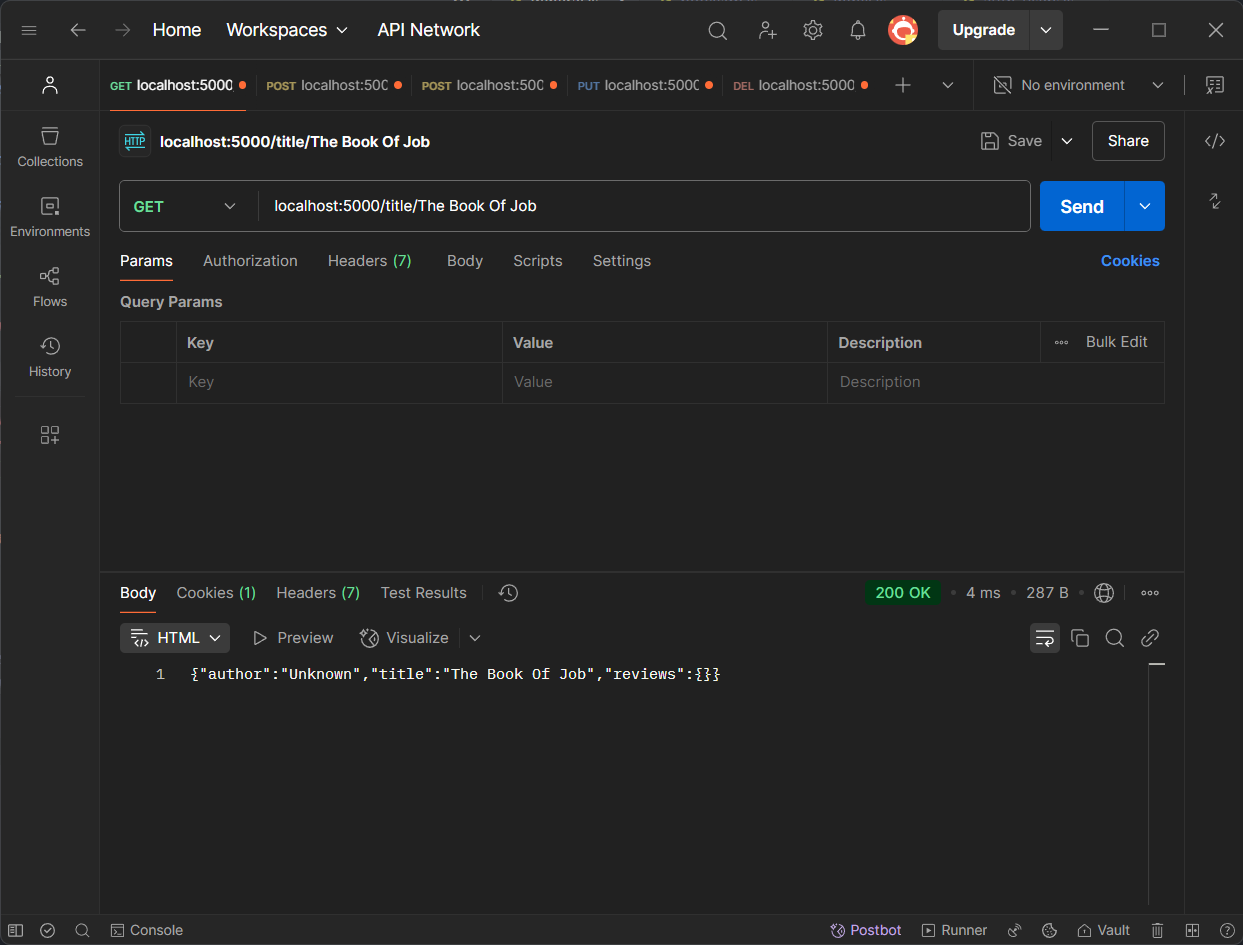 Home Workspaces API Network Upgrade
GET localhost:5000 POST localhost:500 POST localhost:500 PUT localhost:5000 DEL localhost:5000 No environment
HTTP localhost:5000/title/The Book Of Job Save Share
Collections
Environments
Flows
History
GET localhost:5000/title/The Book Of Job Send
Params Authorization Headers (7) Body Scripts Settings Cookies
Query Params
Key Value Description Bulk Edit
Key Value Description
Body Cookies (1) Headers (7) Test Results 200 OK 4 ms 287 B
HTML Preview Visualize
1 {"author":"Unknown","title":"The Book Of Job","reviews":{}}
Console Postbot Runner Vault